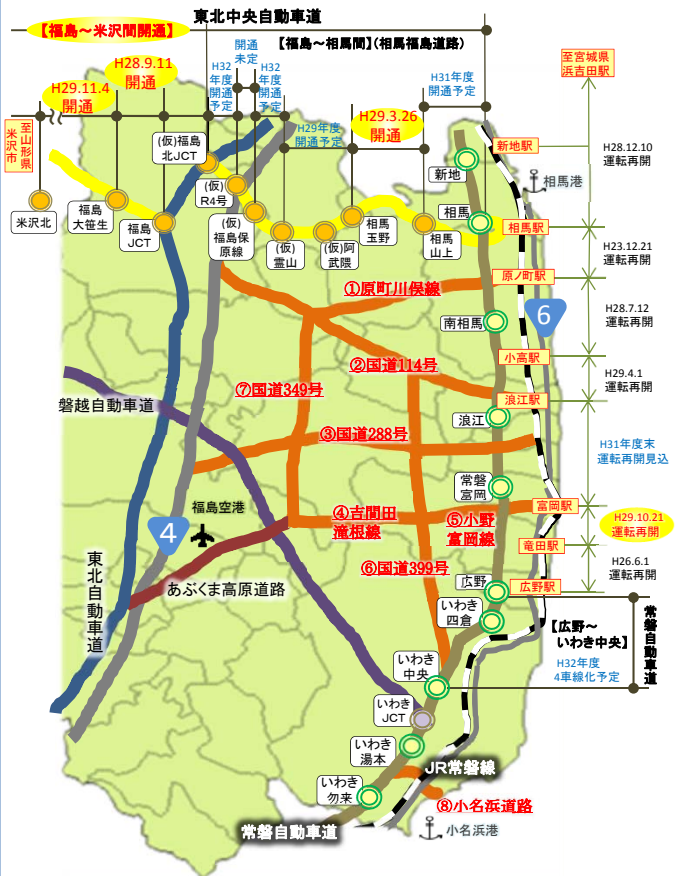 東北中央自動車道
【福島～米沢間開通】
【福島～相馬間】(相馬福島道路)
H29.11.4
開通
H28.9.11
開通
H32
年度
開通
予定
開通
未定
H32
年度
開通
予定
H29年度
開通予定
H29.3.26
開通
H31年度
開通予定
至宮城県
浜吉田駅
至山形県
米沢市
米沢北
福島
大笹生
福島
JCT
(仮)福島
北JCT
(仮)
R4号
(仮)
福島保
原線
(仮)
霊山
(仮)阿
武隈
相馬
玉野
相馬
山上
新地
相馬
新地駅
相馬港
相馬駅
原ノ町駅
小高駅
浪江駅
富岡駅
竜田駅
広野駅
H28.12.10
運転再開
H23.12.21
運転再開
H28.7.12
運転再開
H29.4.1
運転再開
H31年度末
運転再開見込
H29.10.21
運転再開
H26.6.1
運転再開
①原町川俣線
6
南相馬
②国道114号
⑦国道349号
磐越自動車道
浪江
③国道288号
常磐
富岡
福島空港
④吉間田
滝根線
⑤小野
富岡線
4
⑥国道399号
あぶくま高原道路
東北自動車道
広野
いわき
四倉
【広野～
いわき中央】
H32年度
4車線化予定
常磐自動車道
いわき
中央
いわき
JCT
いわき
湯本
JR常磐線
いわき
勿来
⑧小名浜道路
常磐自動車道
小名浜港